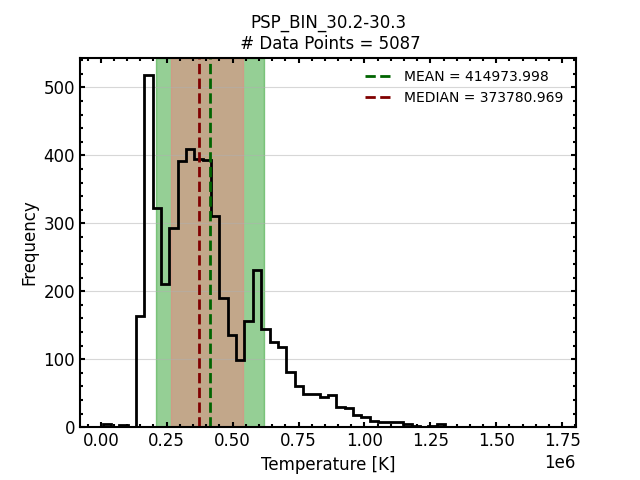 PSP_BIN_30.2-30.3
# Data Points = 5087
MEAN = 414973.998
MEDIAN = 373780.969
Frequency
500
400
300
200
100
0
0.00 0.25 0.50 0.75 1.00 1.25 1.50 1.75
1e6
Temperature [K]